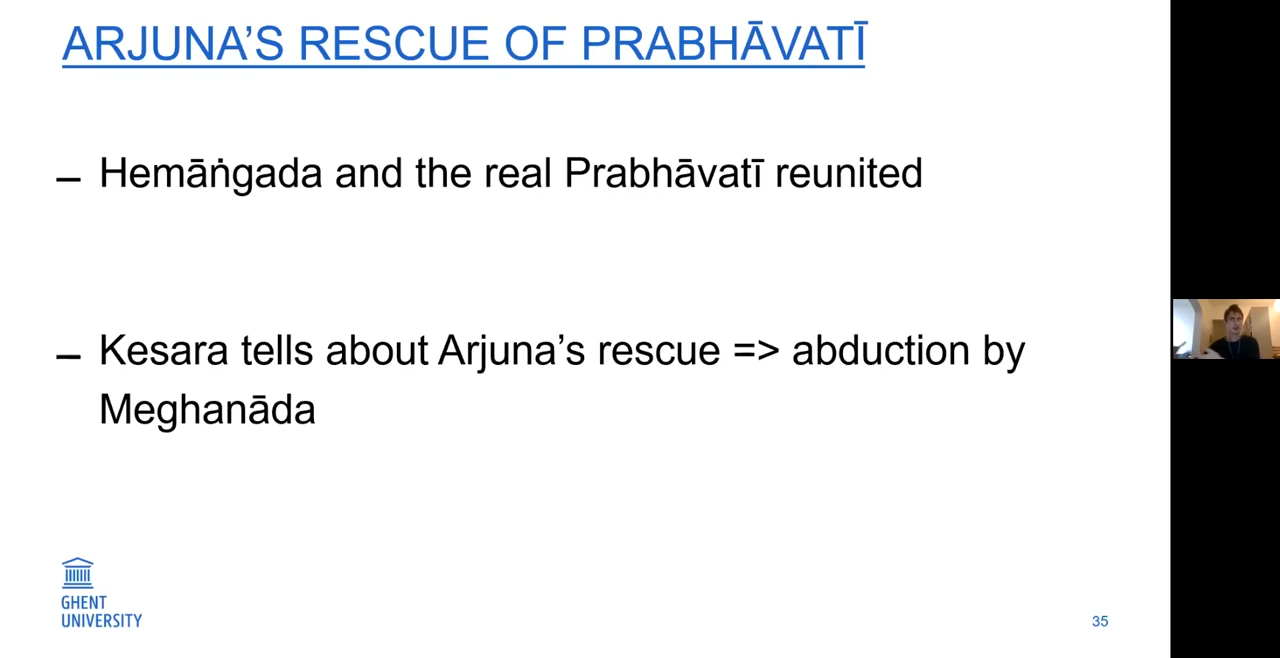 ARJUNA’S RESCUE OF PRABHĀVATĪ
– Hemāṅgada and the real Prabhāvatī reunited
– Kesara tells about Arjuna’s rescue => abduction by
Meghanāda
GHENT
UNIVERSITY
35